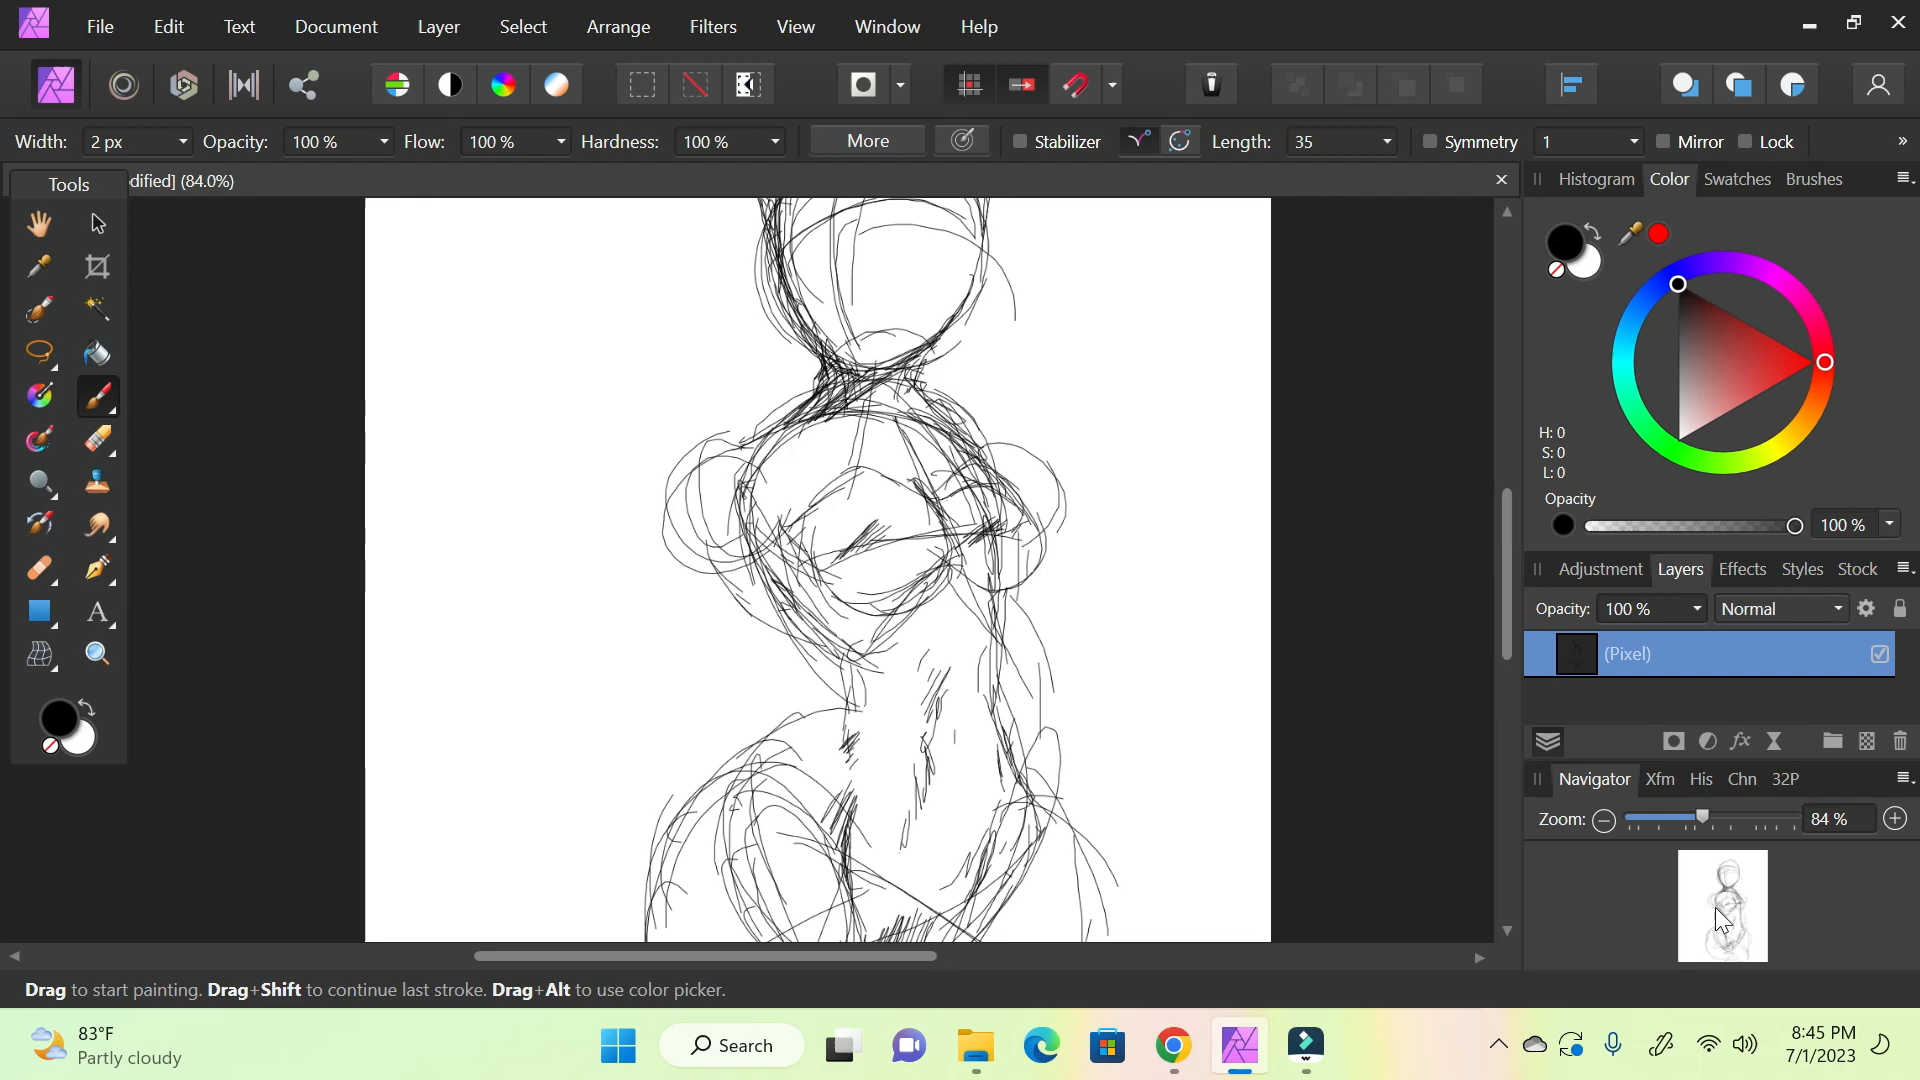 File Edit Text Document Layer Select Arrange Filters View Window Help
Width: 2 px Opacity: 100 % Flow: 100 % Hardness: 100 % More Stabilizer Length: 35 Symmetry 1 Mirror Lock »
Tools
dified] (84.0%)
Histogram Color Swatches Brushes
H: 0
S: 0
L: 0
Opacity
100 %
Adjustment Layers Effects Styles Stock
Opacity: 100 % Normal
(Pixel)
Navigator Xfm His Chn 32P
Zoom: 84 %
Drag to start painting. Drag+Shift to continue last stroke. Drag+Alt to use color picker.
83°F
Partly cloudy
Search
8:45 PM
7/1/2023